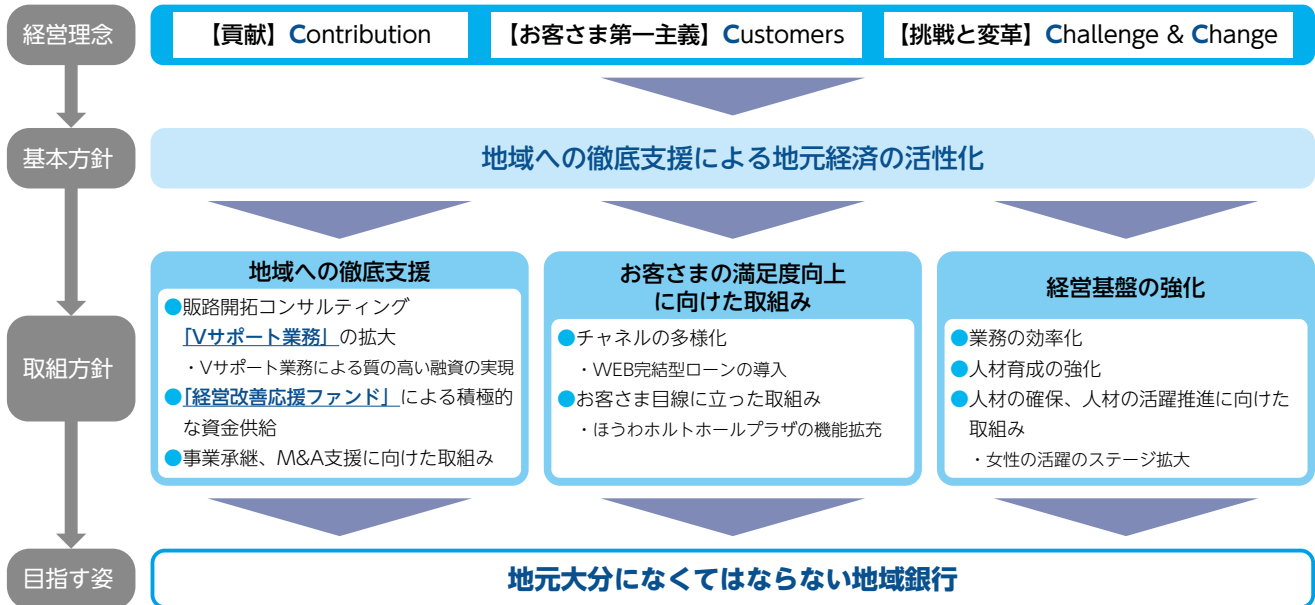 経営理念
【貢献】Contribution
【お客さま第一主義】Customers
【挑戦と変革】Challenge & Change
基本方針
地域への徹底支援による地元経済の活性化
取組方針
地域への徹底支援
●販路開拓コンサルティング
「Vサポート業務」の拡大
・Vサポート業務による質の高い融資の実現
●「経営改善応援ファンド」による積極的
な資金供給
●事業承継、M&A支援に向けた取組み
お客さまの満足度向上
に向けた取組み
●チャネルの多様化
・WEB完結型ローンの導入
●お客さま目線に立った取組み
・ほうわホルトホールプラザの機能拡充
経営基盤の強化
●業務の効率化
●人材育成の強化
●人材の確保、人材の活躍推進に向けた
取組み
・女性の活躍のステージ拡大
目指す姿
地元大分になくてはならない地域銀行